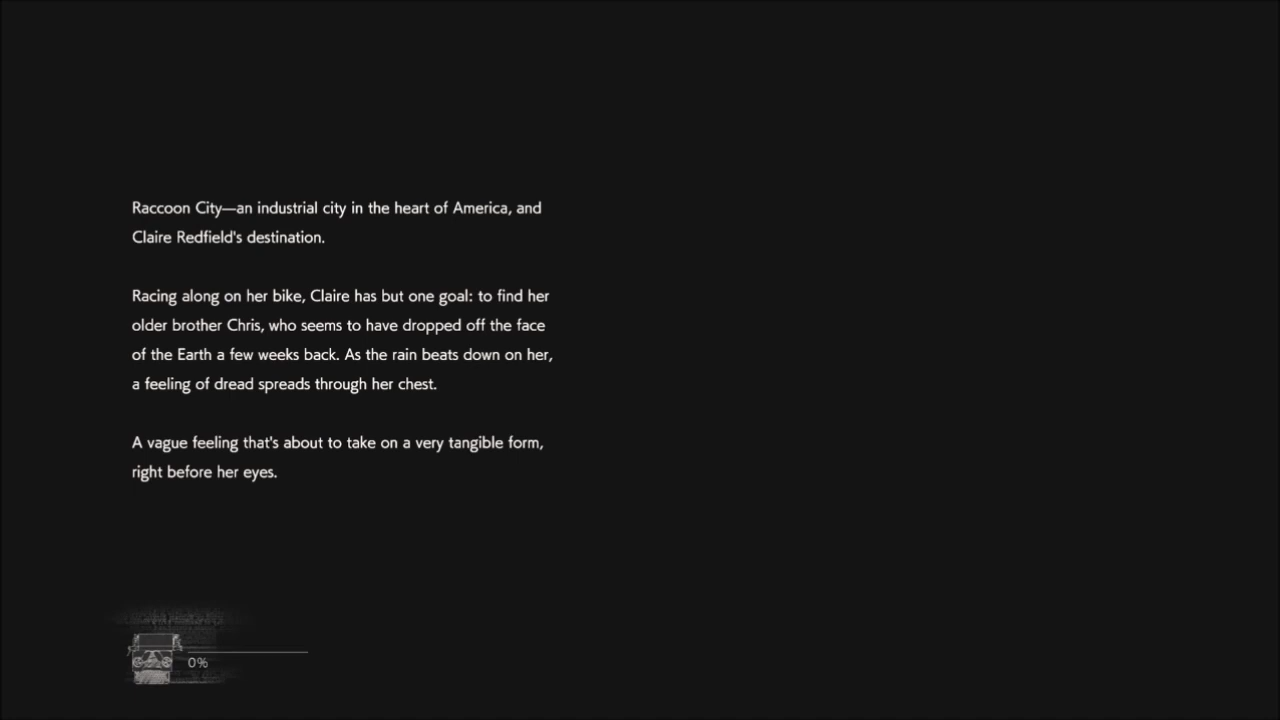 Raccoon City—an industrial city in the heart of America, and
Claire Redfield's destination.
Racing along on her bike, Claire has but one goal: to find her
older brother Chris, who seems to have dropped off the face
of the Earth a few weeks back. As the rain beats down on her,
a feeling of dread spreads through her chest.
A vague feeling that's about to take on a very tangible form,
right before her eyes.
0%